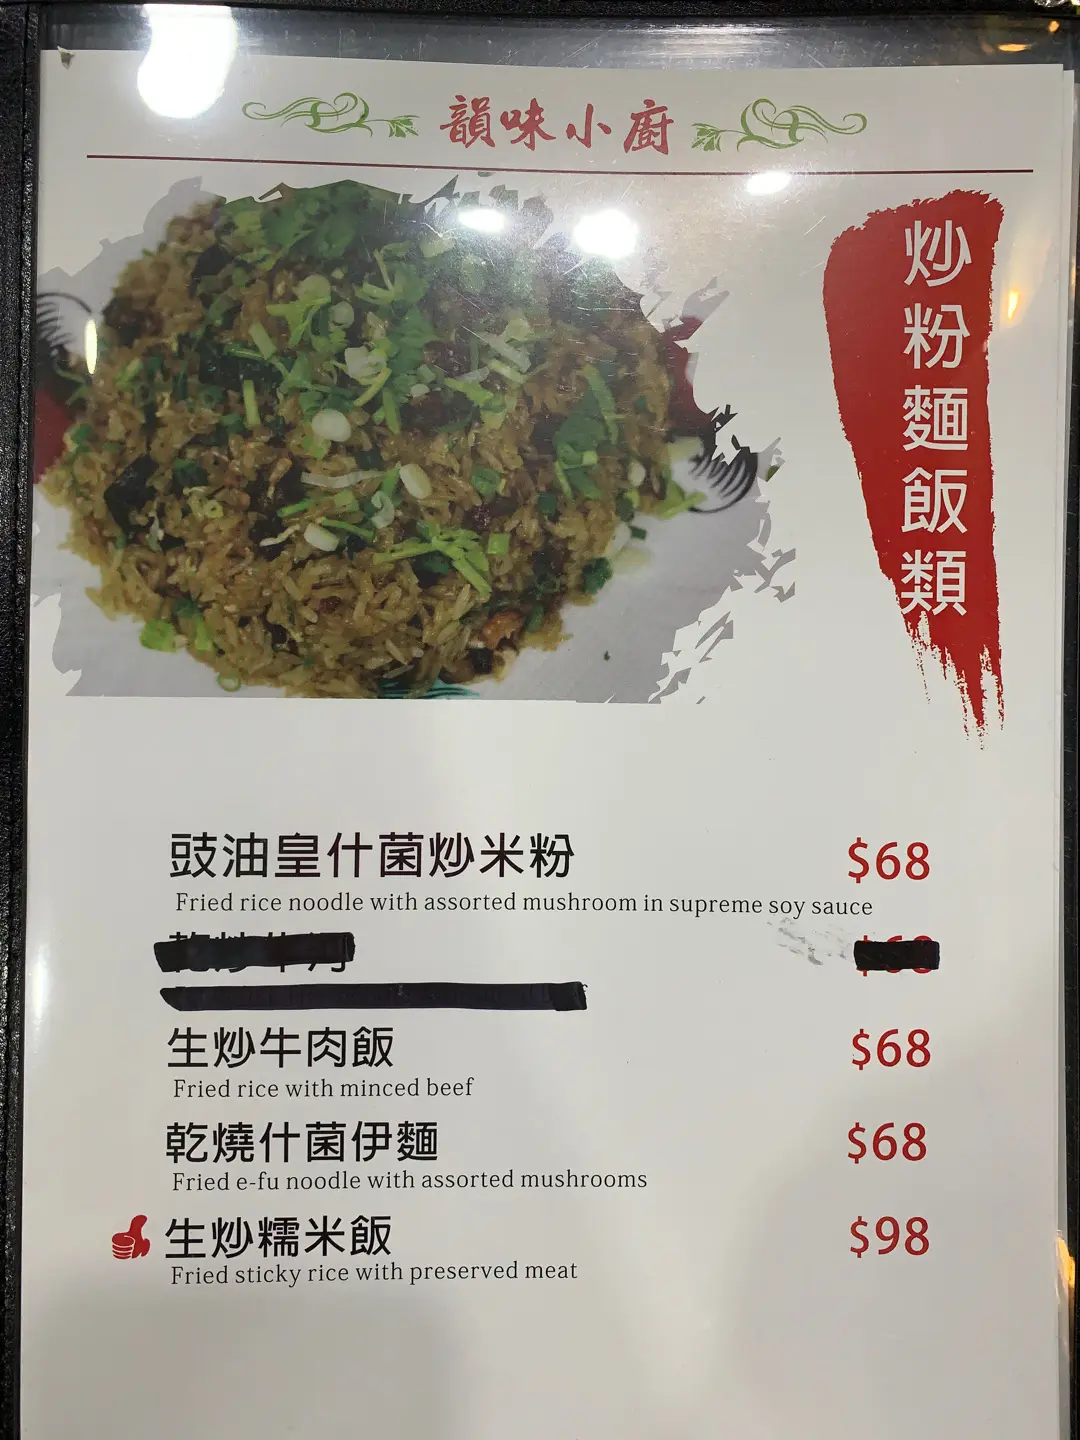 韻味小廚
炒粉麵飯類
豉油皇什菌炒米粉 $68
Fried rice noodle with assorted mushroom in supreme soy sauce
生炒牛肉飯 $68
Fried rice with minced beef
乾燒什菌伊麵 $68
Fried e-fu noodle with assorted mushrooms
生炒糯米飯 $98
Fried sticky rice with preserved meat